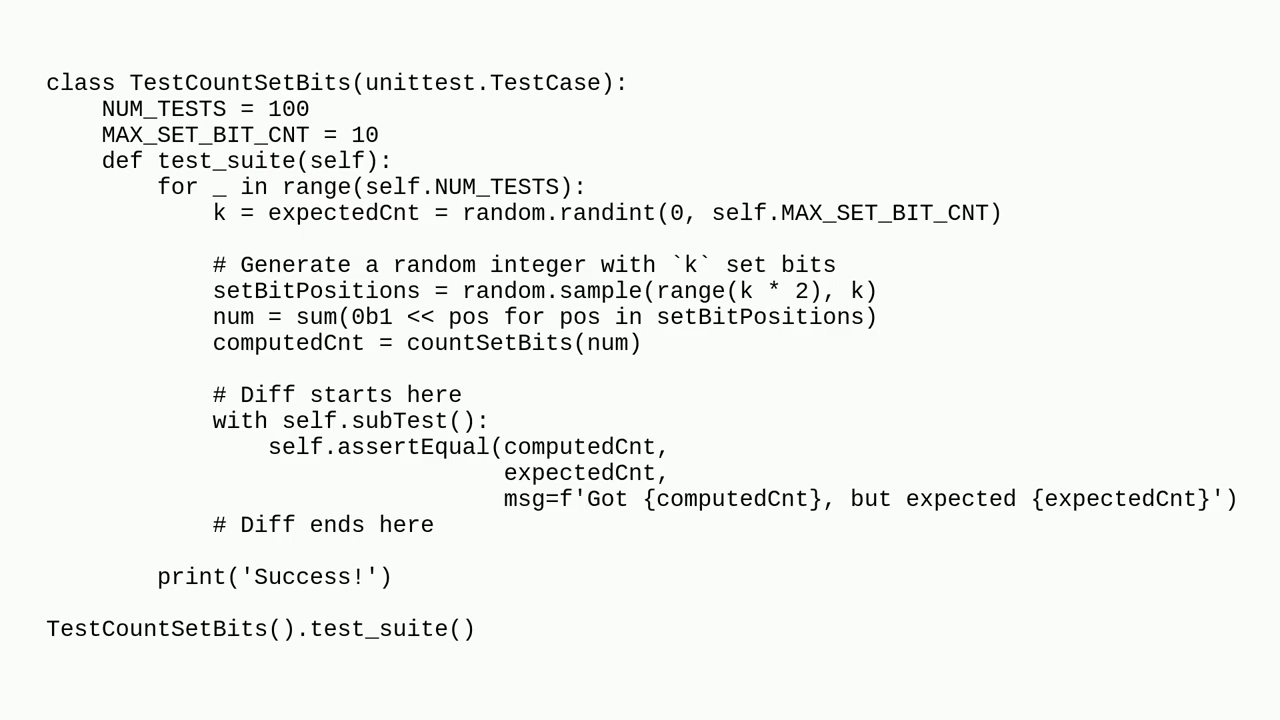 class TestCountSetBits(unittest.TestCase):
    NUM_TESTS = 100
    MAX_SET_BIT_CNT = 10
    def test_suite(self):
        for _ in range(self.NUM_TESTS):
            k = expectedCnt = random.randint(0, self.MAX_SET_BIT_CNT)

            # Generate a random integer with `k` set bits
            setBitPositions = random.sample(range(k * 2), k)
            num = sum(0b1 << pos for pos in setBitPositions)
            computedCnt = countSetBits(num)

            # Diff starts here
            with self.subTest():
                self.assertEqual(computedCnt,
                                 expectedCnt,
                                 msg=f'Got {computedCnt}, but expected {expectedCnt}')
            # Diff ends here

        print('Success!')

TestCountSetBits().test_suite()